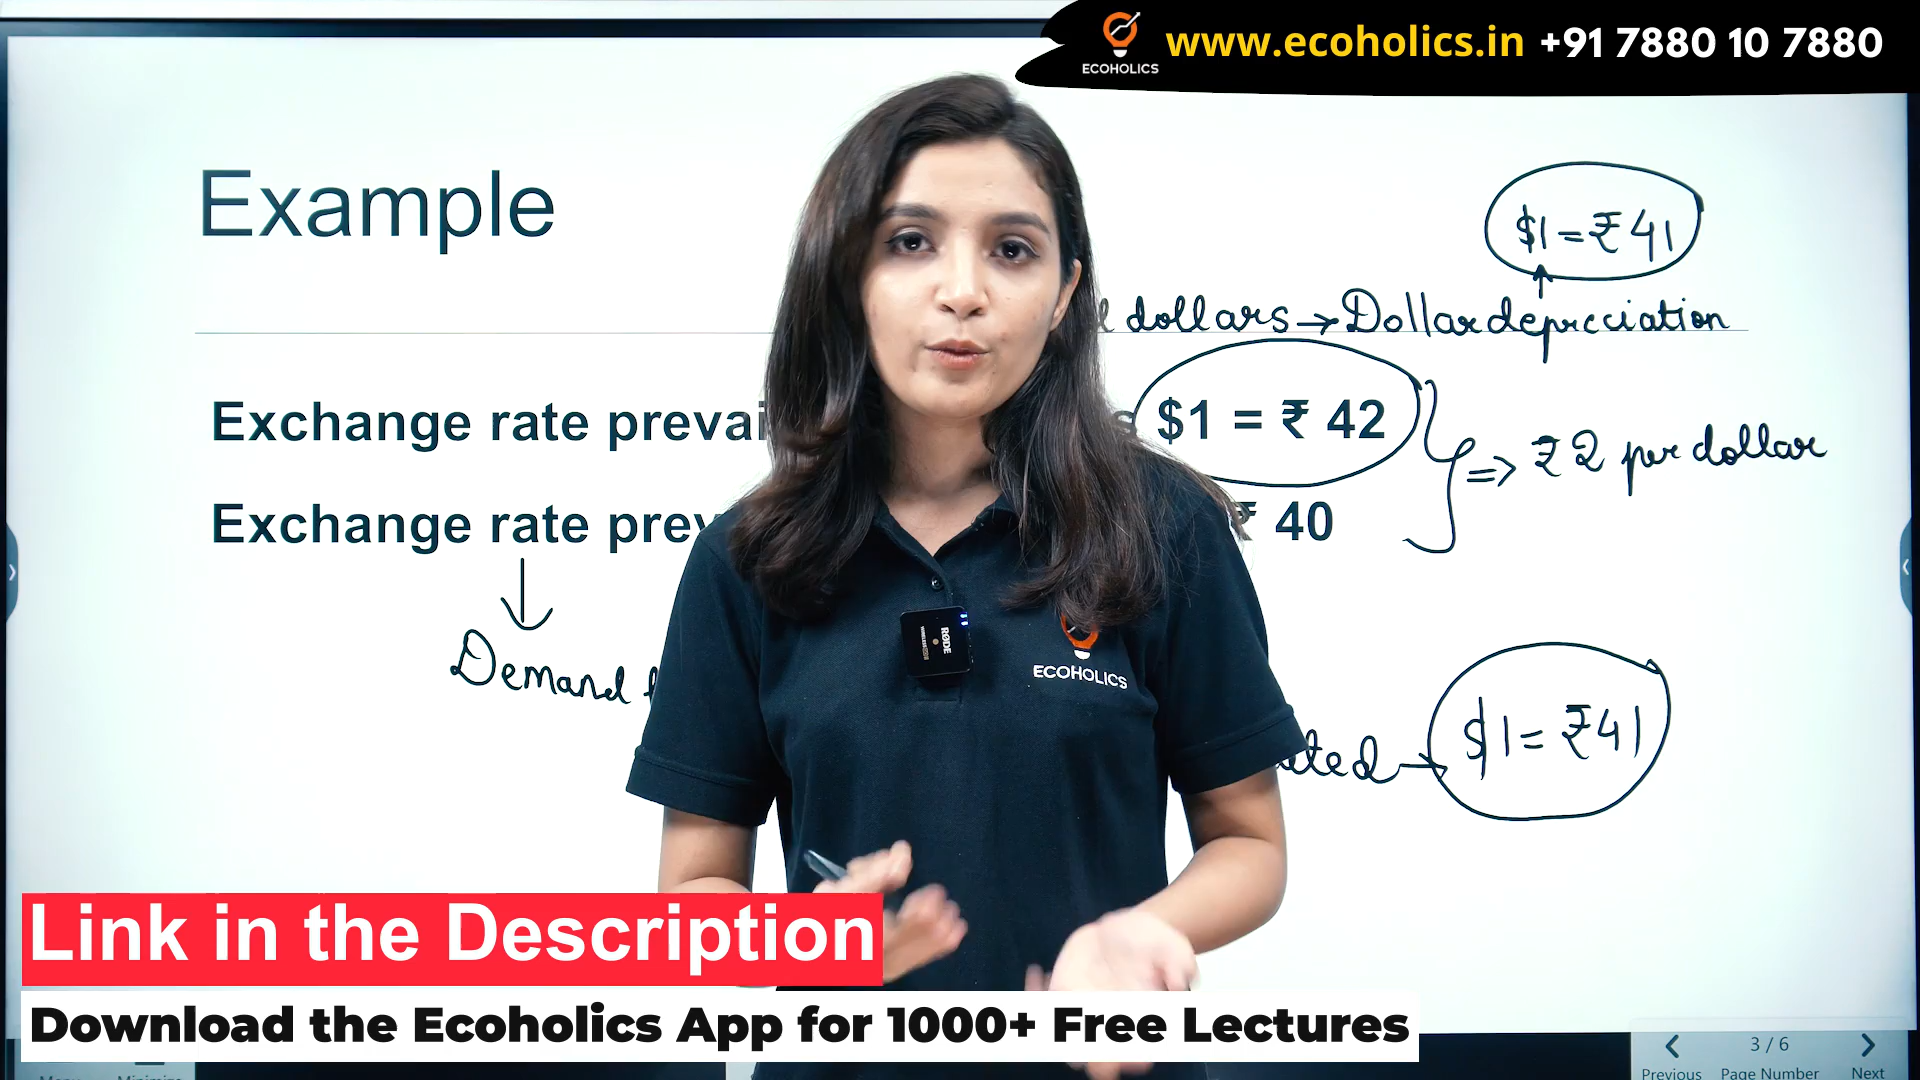 www.ecoholics.in +91 7880 10 7880
ECOHOLICS
Example
$1 = ₹ 41
dollars → Dollar depreciation
Exchange rate prevai $1 = ₹ 42
⇒ ₹ 2 per dollar
Exchange rate prev ₹ 40
Demand
$1 = ₹41
RØDE
ECOHOLICS
Link in the Description
Download the Ecoholics App for 1000+ Free Lectures
3 / 6
Previous Page Number Next